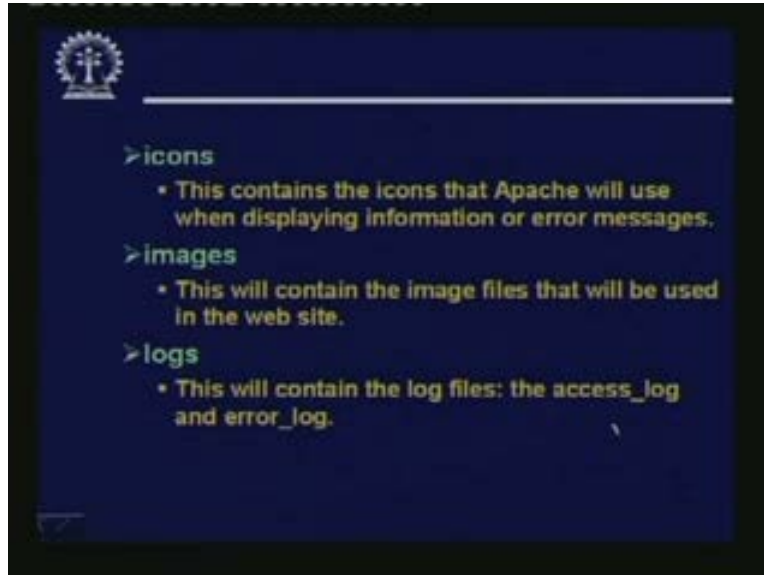 ➢icons
▪ This contains the icons that Apache will use
when displaying information or error messages.
➢images
▪ This will contain the image files that will be used
in the web site.
➢logs
▪ This will contain the log files: the access_log
and error_log.